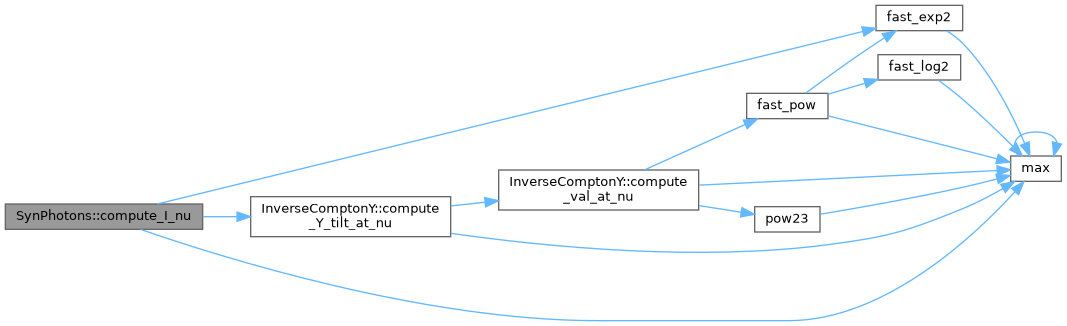 fast_exp2
fast_log2
fast_pow
max
InverseComptonY::compute
_val_at_nu
SynPhotons::compute_I_nu
InverseComptonY::compute
_Y_tilt_at_nu
pow23